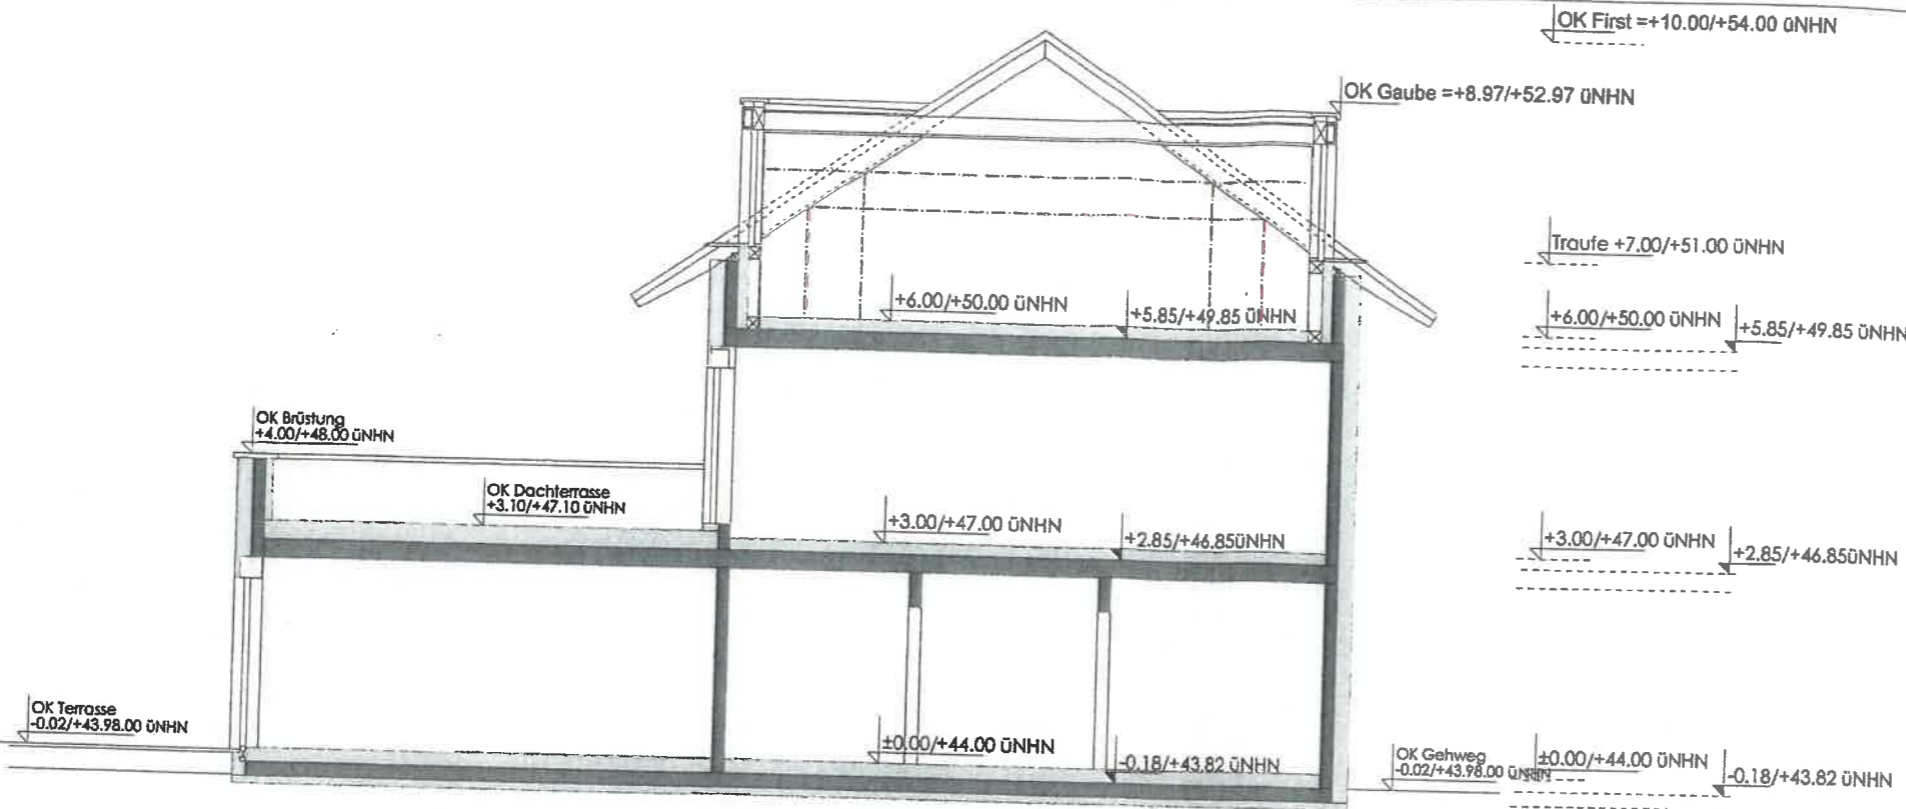 OK First =+10.00/+54.00 üNHN
OK Gaube =+8.97/+52.97 üNHN
Traufe +7.00/+51.00 üNHN
+6.00/+50.00 üNHN
+5.85/+49.85 üNHN
+6.00/+50.00 üNHN
+5.85/+49.85 üNHN
OK Brüstung
+4.00/+48.00 üNHN
OK Dachterrasse
+3.10/+47.10 üNHN
+3.00/+47.00 üNHN
+2.85/+46.85üNHN
+3.00/+47.00 üNHN
+2.85/+46.85üNHN
OK Terrasse
-0.02/+43.98.00 üNHN
±0.00/+44.00 üNHN
-0.18/+43.82 üNHN
OK Gehweg
-0.02/+43.98.00 üNHN
±0.00/+44.00 üNHN
-0.18/+43.82 üNHN